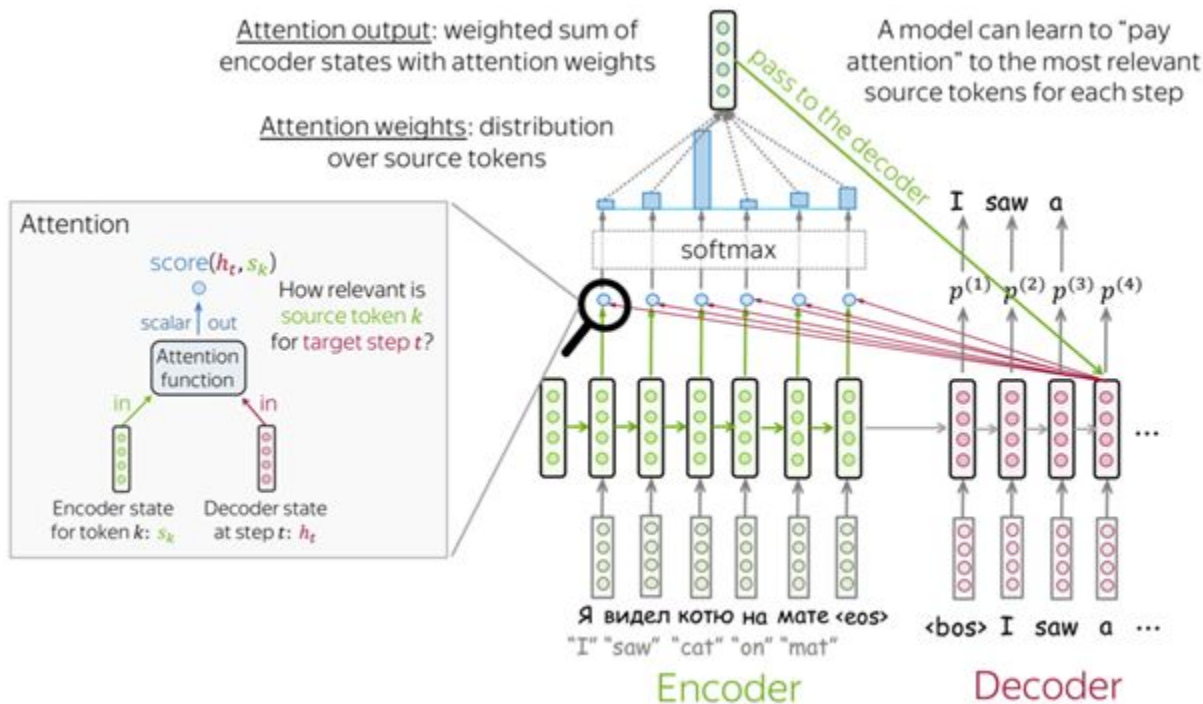 Attention output: weighted sum of
encoder states with attention weights
A model can learn to “pay
attention” to the most relevant
source tokens for each step
pass to the decoder
Attention weights: distribution
over source tokens
I saw a
softmax
p(1) p(2) p(3) p(4)
Attention
score(hₜ, sₖ)
How relevant is
source token k
for target step t?
scalar out
Attention
function
in in
Encoder state
for token k: sₖ
Decoder state
at step t: hₜ
...
Я видел котю на мате <eos>
“I” “saw” “cat” “on” “mat”
<bos> I saw a ...
Encoder
Decoder